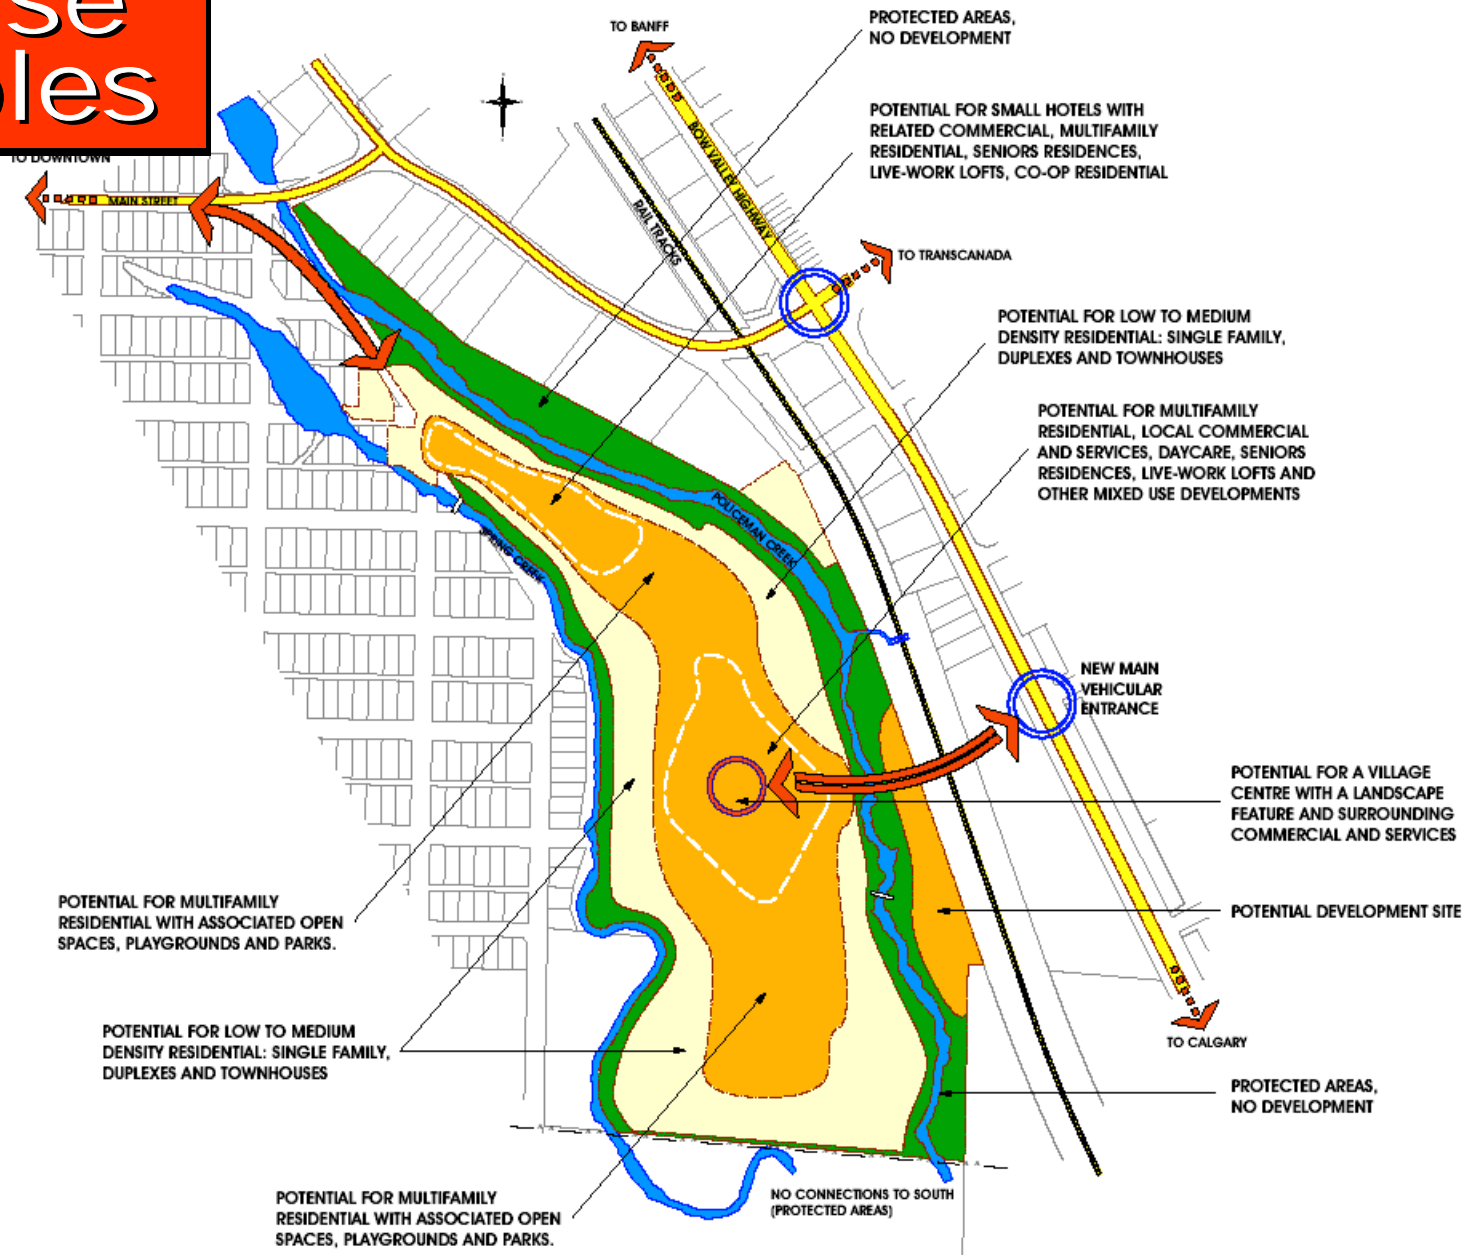 se
les
TO DOWNTOWN
MAIN STREET
TO BANFF
BOW VALLEY HIGHWAY
RAIL TRACKS
PROTECTED AREAS,
NO DEVELOPMENT
POTENTIAL FOR SMALL HOTELS WITH
RELATED COMMERCIAL, MULTIFAMILY
RESIDENTIAL, SENIORS RESIDENCES,
LIVE-WORK LOFTS, CO-OP RESIDENTIAL
TO TRANSCANADA
POTENTIAL FOR LOW TO MEDIUM
DENSITY RESIDENTIAL: SINGLE FAMILY,
DUPLEXES AND TOWNHOUSES
POTENTIAL FOR MULTIFAMILY
RESIDENTIAL, LOCAL COMMERCIAL
AND SERVICES, DAYCARE, SENIORS
RESIDENCES, LIVE-WORK LOFTS AND
OTHER MIXED USE DEVELOPMENTS
POLICEMAN CREEK
SPRING CREEK
NEW MAIN
VEHICULAR
ENTRANCE
POTENTIAL FOR A VILLAGE
CENTRE WITH A LANDSCAPE
FEATURE AND SURROUNDING
COMMERCIAL AND SERVICES
POTENTIAL FOR MULTIFAMILY
RESIDENTIAL WITH ASSOCIATED OPEN
SPACES, PLAYGROUNDS AND PARKS.
POTENTIAL DEVELOPMENT SITE
POTENTIAL FOR LOW TO MEDIUM
DENSITY RESIDENTIAL: SINGLE FAMILY,
DUPLEXES AND TOWNHOUSES
TO CALGARY
PROTECTED AREAS,
NO DEVELOPMENT
POTENTIAL FOR MULTIFAMILY
RESIDENTIAL WITH ASSOCIATED OPEN
SPACES, PLAYGROUNDS AND PARKS.
NO CONNECTIONS TO SOUTH
(PROTECTED AREAS)